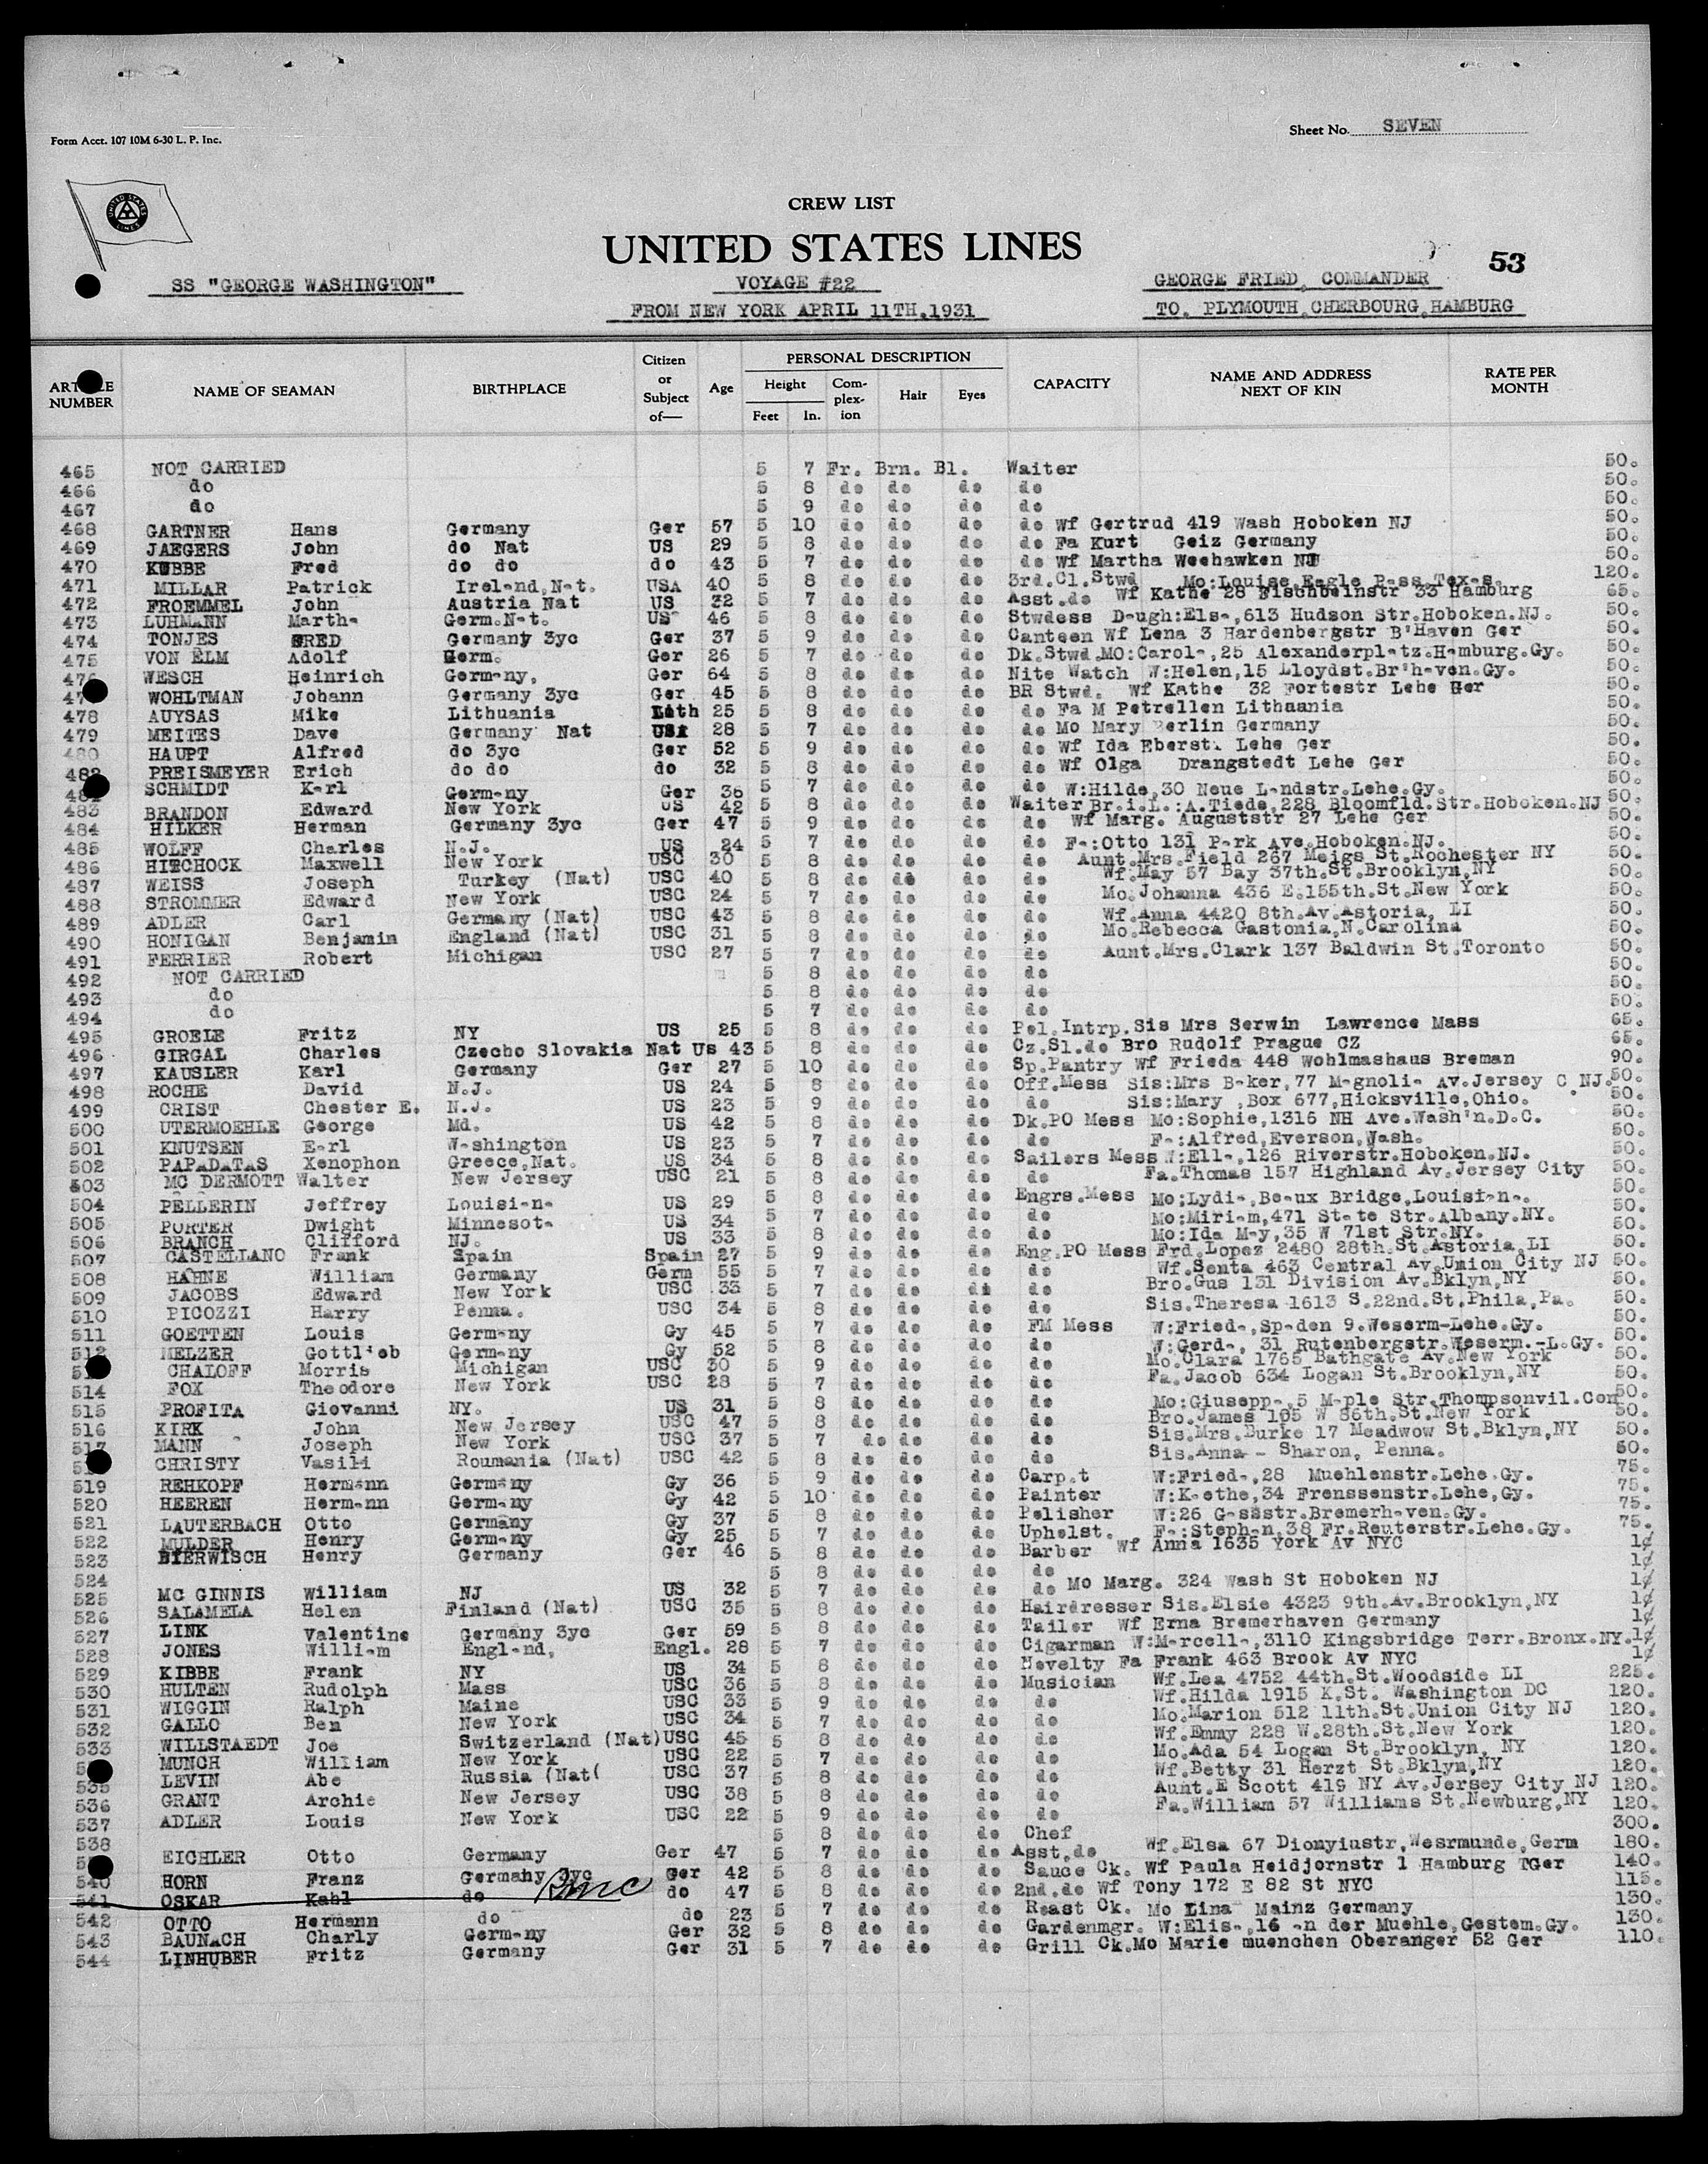 Form Acct. 107 10M 6-30 L. P. Inc.
Sheet No. SEVEN
UNITED STATES LINES
CREW LIST
UNITED STATES LINES
53
SS "GEORGE WASHINGTON" VOYAGE #22 GEORGE FRIED, COMMANDER
FROM NEW YORK APRIL 11TH.1931 TO. PLYMOUTH.CHERBOURG.HAMBURG
ARTICLE NUMBER NAME OF SEAMAN BIRTHPLACE Citizen or Subject of— Age PERSONAL DESCRIPTION Height Feet In. Com-plex-ion Hair Eyes CAPACITY NAME AND ADDRESS NEXT OF KIN RATE PER MONTH
465 NOT CARRIED 5 7 Fr. Brn. Bl. Waiter 50.
466 do 5 8 do do do do 50.
467 do 5 9 do do do do 50.
468 GARTNER Hans Germany Ger 57 5 10 do do do do Wf Gertrud 419 Wash Hoboken NJ 50.
469 JAEGERS John do Nat US 29 5 8 do do do do Fa Kurt Geiz Germany 50.
470 KUBBE Fred do do do 43 5 7 do do do do Wf Martha Weehawken NJ 50.
471 MILLAR Patrick Ireland,Nat. USA 40 5 8 do do do 3rd.Cl.Stwd Mo:Louise,Eagle Pass,Texas. 120.
472 FROEMMEL John Austria Nat US 32 5 7 do do do Asst.do Wf Kathe 28 Fischbeinstr 33 Hamburg 65.
473 LUHMANN Martha Germ.Nat. US 46 5 8 do do do Stwdess Daugh:Elsa,613 Hudson Str.Hoboken.NJ. 50.
474 TONJES FRED Germany 3yc Ger 37 5 9 do do do Canteen Wf Lena 3 Hardenbergstr B'Haven Ger 50.
475 VON ELM Adolf Germ. Ger 26 5 7 do do do Dk.Stwd.MO:Carola,25 Alexanderplatz.Hamburg.Gy. 50.
476 WESCH Heinrich Germany, Ger 64 5 8 do do do Nite Watch W:Helen,15 Lloydst.Br'haven.Gy. 50.
47 WOHLTMAN Johann Germany 3yc Ger 45 5 8 do do do BR Stwd. Wf Kathe 32 Fortestr Lehe Ger 50.
478 AUYSAS Mike Lithuania Lith 25 5 8 do do do do Fa M Petrellen Lithuania 50.
479 MEITES Dave Germany Nat USA 28 5 7 do do do do Mo Mary Berlin Germany 50.
480 HAUPT Alfred do 3yc Ger 52 5 9 do do do do Wf Ida Eberst. Lehe Ger 50.
482 PREISMEYER Erich do do do 32 5 8 do do do do Wf Olga Drangstedt Lehe Ger 50.
48 SCHMIDT Karl Germany Ger 36 5 7 do do do do W:Hilde,30 Neue Landstr.Lehe.Gy. 50.
483 BRANDON Edward New York US 42 5 8 do do do Waiter Br.i.L.:A.Tiede,228 Bloomfld.Str.Hoboken.NJ 50.
484 HILKER Herman Germany 3yc Ger 47 5 9 do do do do Wf Marg. Auguststr 27 Lehe Ger 50.
485 WOLFF Charles N.J. US 24 5 7 do do do do Fa:Otto 131 Park Ave.Hoboken.NJ. 50.
486 HITCHOCK Maxwell New York USC 30 5 8 do do do do Aunt.Mrs.Field 267 Meigs St.Rochester NY 50.
487 WEISS Joseph Turkey (Nat) USC 40 5 8 do do do do Wf.May 57 Bay 37th.St.Brooklyn,NY 50.
488 STROMMER Edward New York USC 24 5 7 do do do do Mo.Johanna 436 E.155th.St.New York 50.
489 ADLER Carl Germany (Nat) USC 43 5 8 do do do do Wf.Anna 4420 8th.Av.Astoria, LI 50.
490 HONIGAN Benjamin England (Nat) USC 31 5 8 do do do do Mo.Rebecca Gastonia,N.Carolina 50.
491 FERRIER Robert Michigan USC 27 5 7 do do do do Aunt.Mrs.Clark 137 Baldwin St.Toronto 50.
492 NOT CARRIED 5 8 do do do do 50.
493 do 5 8 do do do do 50.
494 do 5 7 do do do do 50.
495 GROELE Fritz NY US 25 5 8 do do do Pol.Intrp.Sis Mrs Serwin Lawrence Mass 65.
496 GIRGAL Charles Czecho Slovakia Nat Us 43 5 8 do do do Cz.Sl.do Bro Rudolf Prague CZ 65.
497 KAUSLER Karl Germany Ger 27 5 10 do do do Sp.Pantry Wf Frieda 448 Wohlmashaus Breman 90.
498 ROCHE David N.J. US 24 5 8 do do do Off.Mess Sis:Mrs Baker,77 Magnolia Av.Jersey C NJ. 50.
499 CRIST Chester E. N.J. US 23 5 9 do do do do Sis:Mary ,Box 677,Hicksville,Ohio. 50.
500 UTERMOEHLE George Md. US 42 5 8 do do do Dk.PO Mess Mo:Sophie,1316 NH Ave.Wash'n.D.C. 50.
501 KNUTSEN Earl Washington US 23 5 7 do do do do Fa:Alfred,Everson,Wash. 50.
502 PAPADATAS Xenophon Greece,Nat. US 34 5 8 do do do Sailers Mess W:Ella,126 Riverstr.Hoboken.NJ. 50.
503 MC DERMOTT Walter New Jersey USC 21 5 8 do do do do Fa.Thomas 157 Highland Av.Jersey City 50.
504 PELLERIN Jeffrey Louisiana US 29 5 8 do do do Engrs.Mess Mo:Lydia,Beaux Bridge,Louisiana. 50.
505 PORTER Dwight Minnesota US 34 5 7 do do do do Mo:Miriam,471 State Str.Albany.NY. 50.
506 BRANCH Clifford NJ. US 33 5 8 do do do do Mo:Ida May,35 W 71st Str.NY. 50.
507 CASTELLANO Frank Spain Spain 27 5 9 do do do Eng.PO Mess Frd.Lopez 2480 28th.St.Astoria,LI 50.
508 HAHNE William Germany Germ 55 5 7 do do do do Wf.Senta 463 Central Av.Union City NJ 50.
509 JACOBS Edward New York USC 33 5 7 do do do do Bro.Gus 131 Division Av.Bklyn,NY 50.
510 PICOZZI Harry Penna. USC 34 5 8 do do do do Sis.Theresa 1613 S.22nd.St.Phila,Pa. 50.
511 GOETTEN Louis Germany Gy 45 5 7 do do do FM Mess W:Frieda,Spaden 9.Weserm-Lehe.Gy. 50.
512 MELZER Gottlieb Germany Gy 52 5 8 do do do do W:Gerda, 31 Rutenbergstr.Weserm.-L.Gy. 50.
5 CHALOFF Morris Michigan USC 30 5 9 do do do do Mo.Clara 1765 Bathgate Av.New York 50.
514 FOX Theodore New York USC 28 5 7 do do do do Fa.Jacob 634 Logan St.Brooklyn,NY 50.
515 PROFITA Giovanni NY. US 31 5 8 do do do do Mo:Giuseppa,5 Maple Str.Thompsonvil.Con 50.
516 KIRK John New Jersey USC 47 5 8 do do do do Bro.James 105 W 86th.St.New York 50.
517 MANN Joseph New York USC 37 5 7 do do do do Sis.Mrs.Burke 17 Meadwow St.Bklyn,NY 50.
5 CHRISTY Vasili Roumania (Nat) USC 42 5 8 do do do do Sis.Anna - Sharon, Penna. 50.
519 REHKOPF Hermann Germany Gy 36 5 9 do do do Carpt W:Frieda,28 Muehlenstr.Lehe.Gy. 75.
520 HEEREN Hermann Germany Gy 42 5 10 do do do Painter W:Kaethe,34 Frenssenstr.Lehe,Gy. 75.
521 LAUTERBACH Otto Germany Gy 37 5 8 do do do Polisher W:26 Gassstr.Bremerhaven.Gy. 75.
522 MULDER Henry Germany Gy 25 5 7 do do do Upholst. Fa:Stephan,38 Fr.Reuterstr.Lehe.Gy. 75.
523 BIERWISCH Henry Germany Ger 46 5 8 do do do Barber Wf Anna 1635 York Av NYC 1¢
524 5 8 do do do do 1¢
525 MC GINNIS William NJ US 32 5 7 do do do do Mo Marg. 324 Wash St Hoboken NJ 1¢
526 SALAMELA Helen Finland (Nat) USC 35 5 8 do do do Hairdresser Sis.Elsie 4323 9th.Av.Brooklyn,NY 1¢
527 LINK Valentine Germany 3yc Ger 59 5 8 do do do Tailer Wf Erna Bremerhaven Germany 1¢
528 JONES William England, Engl. 28 5 7 do do do Cigarman W:Marcella,3110 Kingsbridge Terr.Bronx.NY. 1¢
529 KIBBE Frank NY US 34 5 8 do do do Novelty Fa Frank 463 Brook Av NYC 1¢
530 HULTEN Rudolph Mass USC 36 5 8 do do do Musician Wf.Lea 4752 44th.St.Woodside LI 225.
531 WIGGIN Ralph Maine USC 33 5 9 do do do do Wf.Hilda 1915 K.St. Washington DC 120.
532 GALLO Ben New York USC 34 5 7 do do do do Mo.Marion 512 11th.St.Union City NJ 120.
533 WILLSTAEDT Joe Switzerland (Nat) USC 45 5 8 do do do do Wf.Emmy 228 W.28th.St.New York 120.
5 MUNCH William New York USC 22 5 7 do do do do Mo.Ada 54 Logan St.Brooklyn, NY 120.
535 LEVIN Abe Russia (Nat( USC 37 5 8 do do do do Wf.Betty 31 Herzt St.Bklyn,NY 120.
536 GRANT Archie New Jersey USC 38 5 8 do do do do Aunt.E Scott 419 NY Av.Jersey City NJ 120.
537 ADLER Louis New York USC 22 5 9 do do do do Fa.William 57 Williams St.Newburg,NY 120.
538 5 8 do do do Chef 300.
5 EICHLER Otto Germany Ger 47 5 7 do do do Asst.do Wf.Elsa 67 Dionyiustr,Wesrmunde,Germ 180.
540 HORN Franz Germany 3yc Ger 42 5 8 do do do Sauce Ck. Wf Paula Heidjornstr 1 Hamburg TGer 140.
541 OSKAR Kahl do do 47 5 8 do do do 2nd.do Wf Tony 172 E 82 St NYC 115.
542 OTTO Hermann do do 23 5 7 do do do Roast Ck. Mo Lina Mainz Germany 130.
543 BAUNACH Charly Germany Ger 32 5 8 do do do Gardenmgr. W:Elisa,16 an der Muehle,Gestem.Gy. 130.
544 LINHUBER Fritz Germany Ger 31 5 7 do do do Grill Ck.Mo Marie muenchen Oberanger 52 Ger 110.